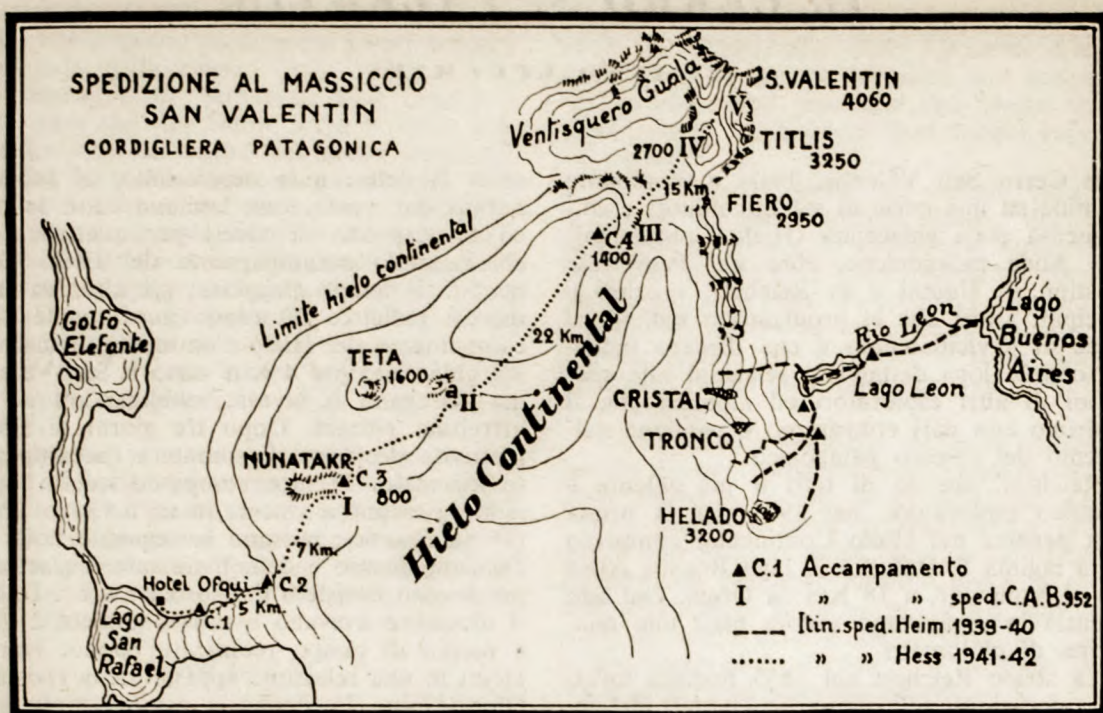 SPEDIZIONE AL MASSICCIO
SAN VALENTIN
CORDIGLIERA PATAGONICA
Ventisquero Guala
S. VALENTIN
4060
V
TITLIS
3250
2700 IV
15 Km.
FIERO
2950
III
C.4
1400
Limite hielo continental
Golfo
Elefante
22 Km.
TETA
1600
II
Hielo Continental
Rio Leon
Lago
Buenos
Aires
Lago Leon
CRISTAL
TRONCO
NUNATAKR
C.3
800
HELADO
3200
7 Km.
Hotel Ofqui
C.2
5 Km.
C.1
Lago
San
Rafael
C.1 Accampamento
I " " sped. C.A.B. 952
Itin. sped. Heim 1939-40
" " Hess 1941-42